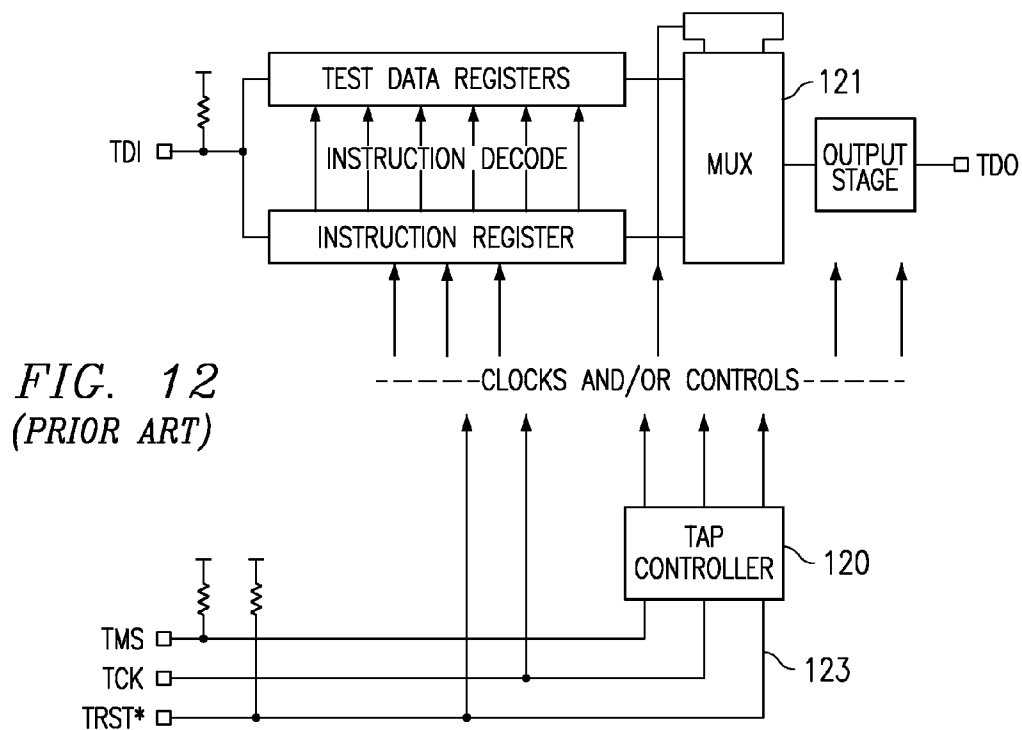 TEST DATA REGISTERS
121
TDI
INSTRUCTION DECODE
MUX
OUTPUT
STAGE
TDO
INSTRUCTION REGISTER
FIG. 12
(PRIOR ART)
CLOCKS AND/OR CONTROLS
TAP
CONTROLLER
120
TMS
TCK
123
TRST*